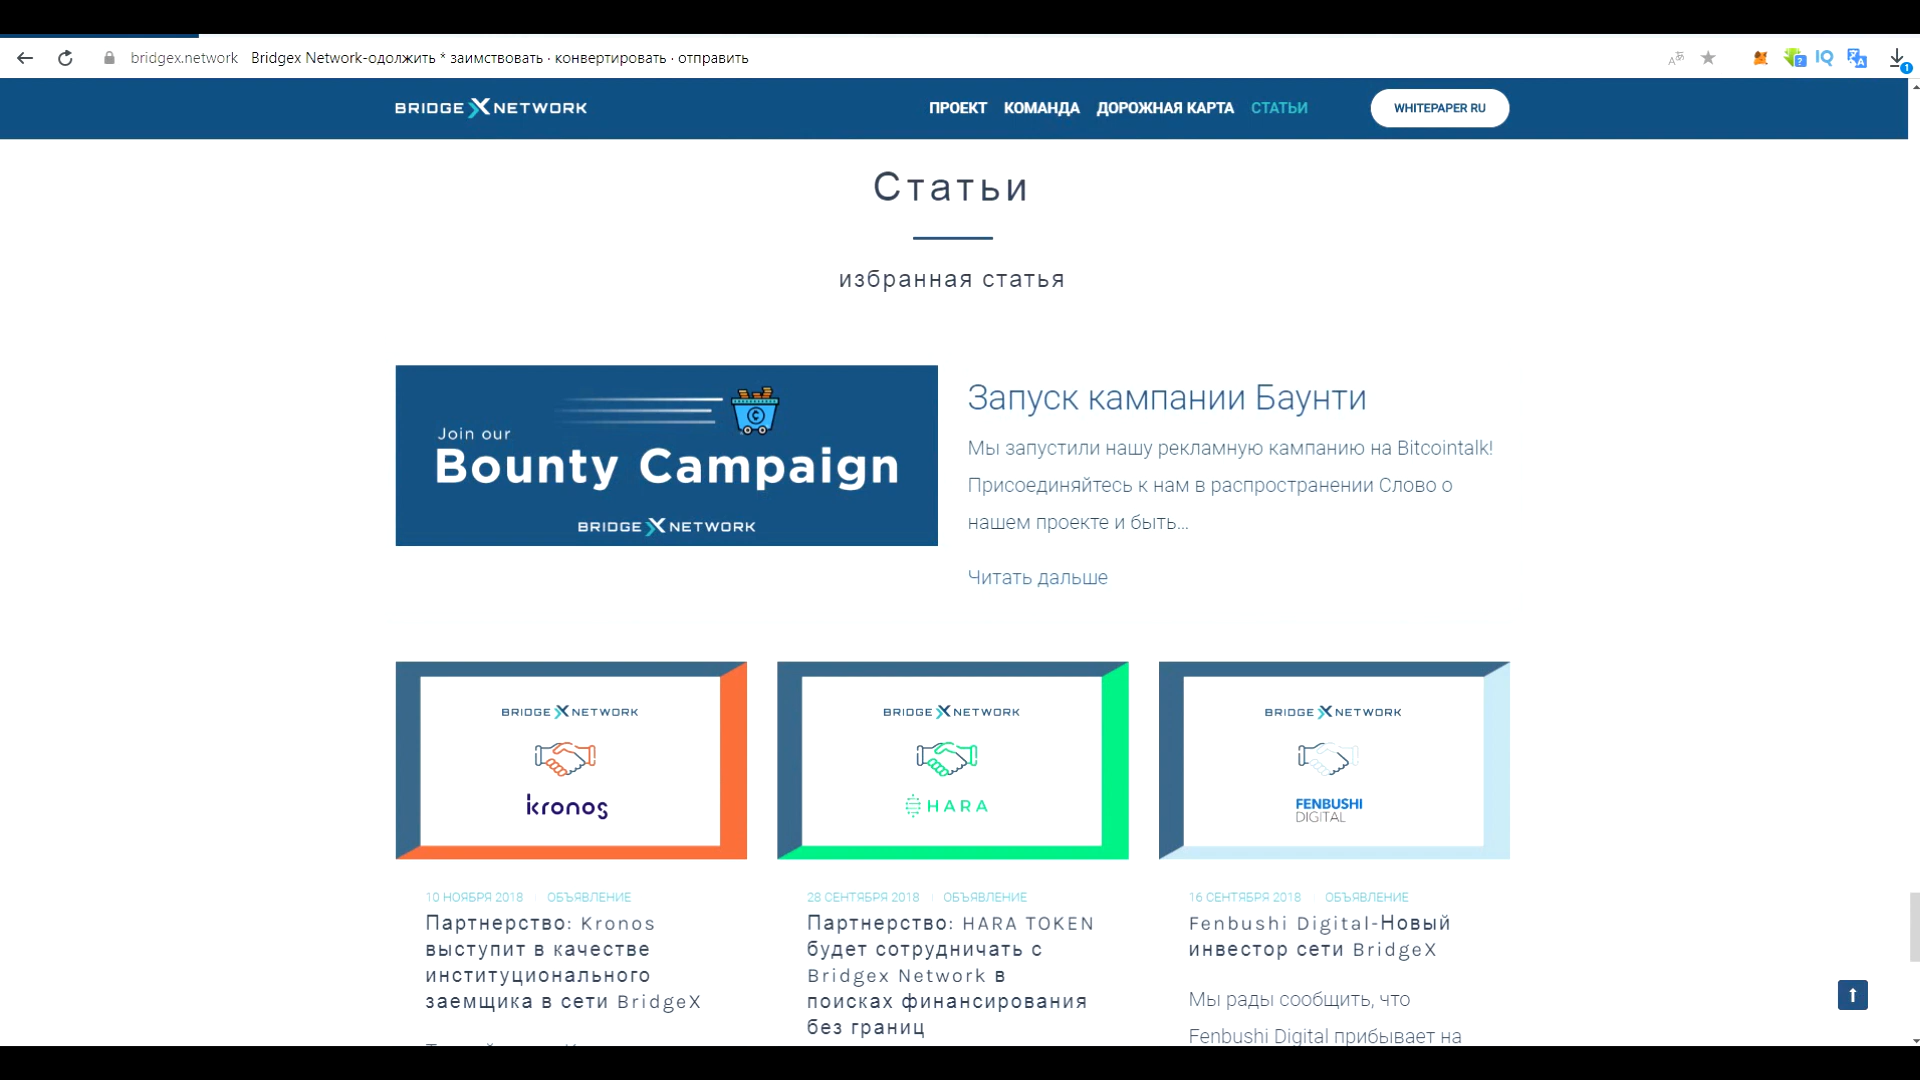 bridgex.network Bridgex Network-одолжить * заимствовать · конвертировать · отправить
BRIDGE X NETWORK
ПРОЕКТ КОМАНДА ДОРОЖНАЯ КАРТА СТАТЬИ
WHITEPAPER RU
Статьи
избранная статья
Join our
Bounty Campaign
BRIDGE X NETWORK
Запуск кампании Баунти
Мы запустили нашу рекламную кампанию на Bitcointalk!
Присоединяйтесь к нам в распространении Слово о
нашем проекте и быть...
Читать дальше
BRIDGE X NETWORK
kronos
10 НОЯБРЯ 2018 ОБЪЯВЛЕНИЕ
Партнерство: Kronos
выступит в качестве
институционального
заемщика в сети BridgeX
BRIDGE X NETWORK
HARA
28 СЕНТЯБРЯ 2018 ОБЪЯВЛЕНИЕ
Партнерство: HARA TOKEN
будет сотрудничать с
Bridgex Network в
поисках финансирования
без границ
BRIDGE X NETWORK
FENBUSHI
DIGITAL
16 СЕНТЯБРЯ 2018 ОБЪЯВЛЕНИЕ
Fenbushi Digital-Новый
инвестор сети BridgeX
Мы рады сообщить, что
Fenbushi Digital прибывает на